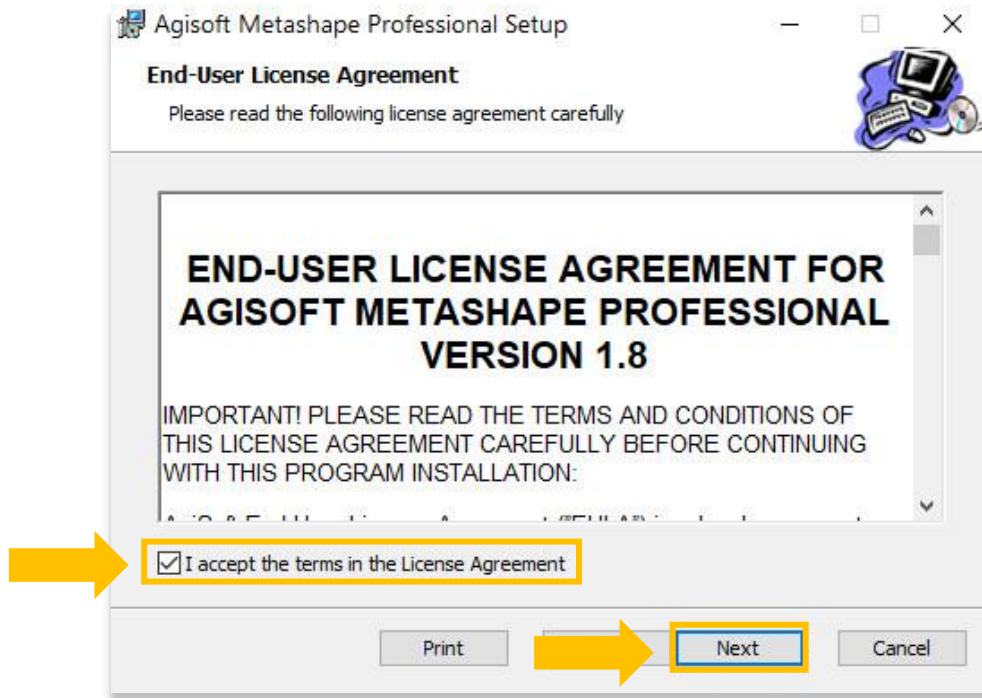 Agisoft Metashape Professional Setup
End-User License Agreement
Please read the following license agreement carefully
END-USER LICENSE AGREEMENT FOR
AGISOFT METASHAPE PROFESSIONAL
VERSION 1.8
IMPORTANT! PLEASE READ THE TERMS AND CONDITIONS OF
THIS LICENSE AGREEMENT CAREFULLY BEFORE CONTINUING
WITH THIS PROGRAM INSTALLATION:
I accept the terms in the License Agreement
Print
Next
Cancel